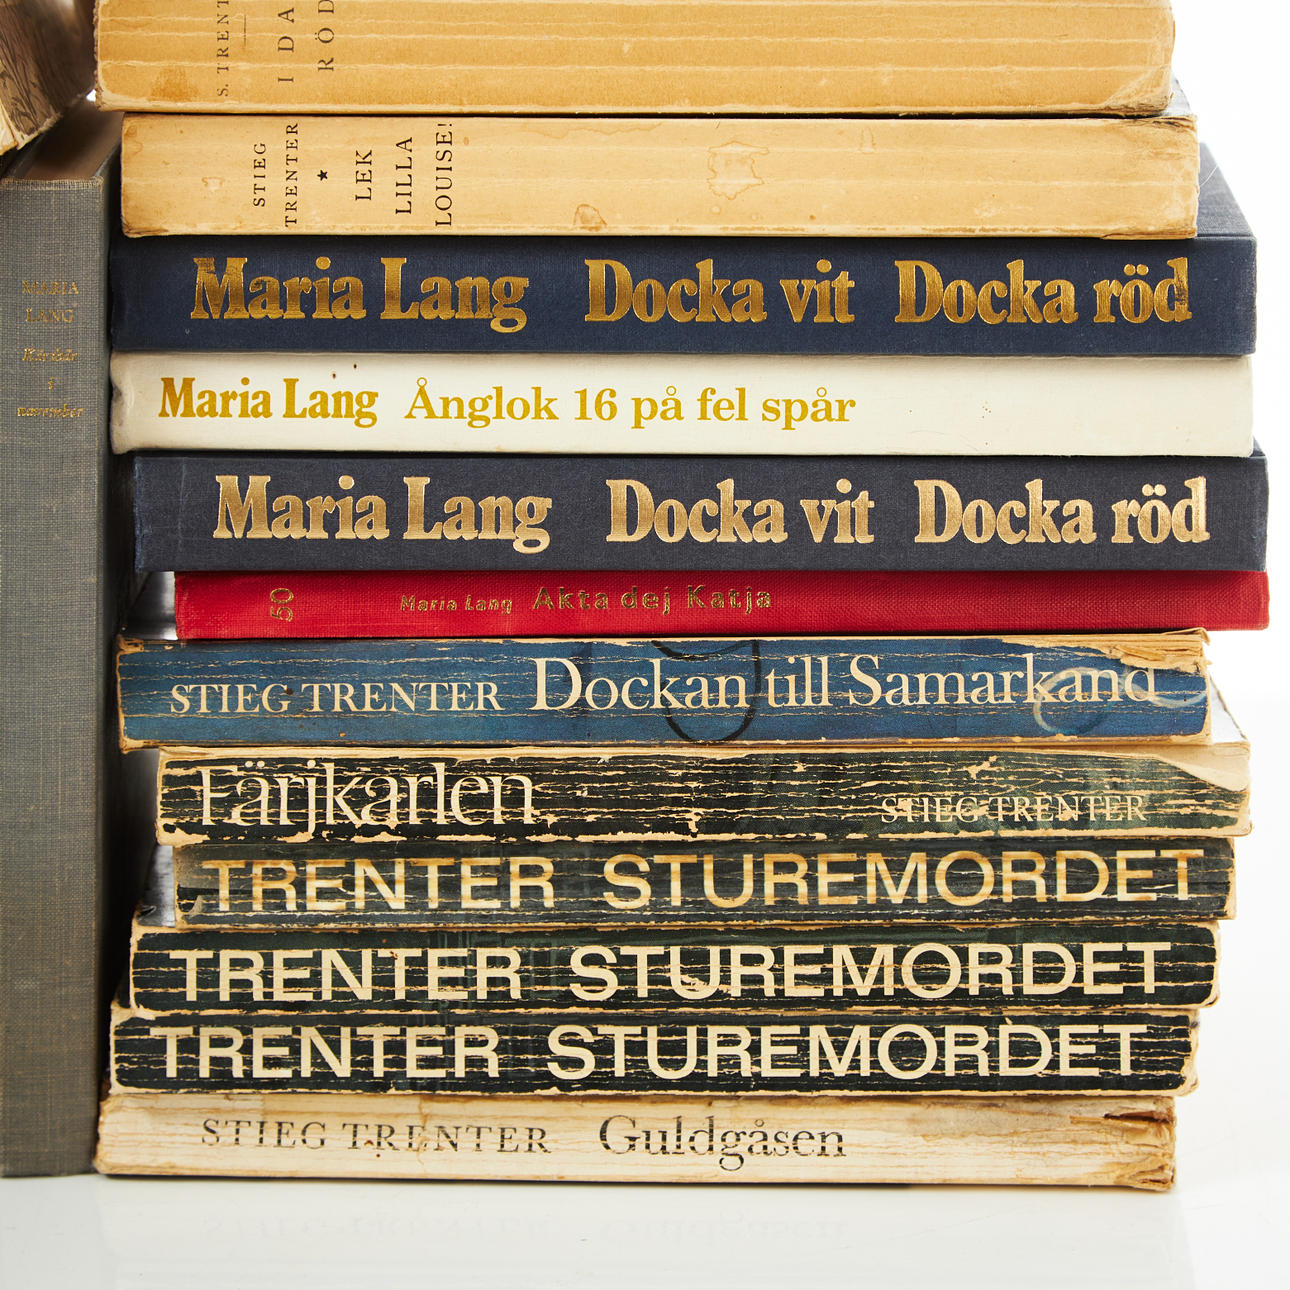 S. TRENT
IDA
RÖD
STIEG
TRENTER
★
LEK
LILLA
LOUISE!
Maria Lang Docka vit Docka röd
Maria Lang Ånglok 16 på fel spår
Maria Lang Docka vit Docka röd
50 Maria Lang Akta dej Katja
STIEG TRENTER Dockan till Samarkand
Färjkarlen STIEG TRENTER
TRENTER STUREMORDET
TRENTER STUREMORDET
TRENTER STUREMORDET
STIEG TRENTER Guldgåsen
MARIA
LANG
i
november